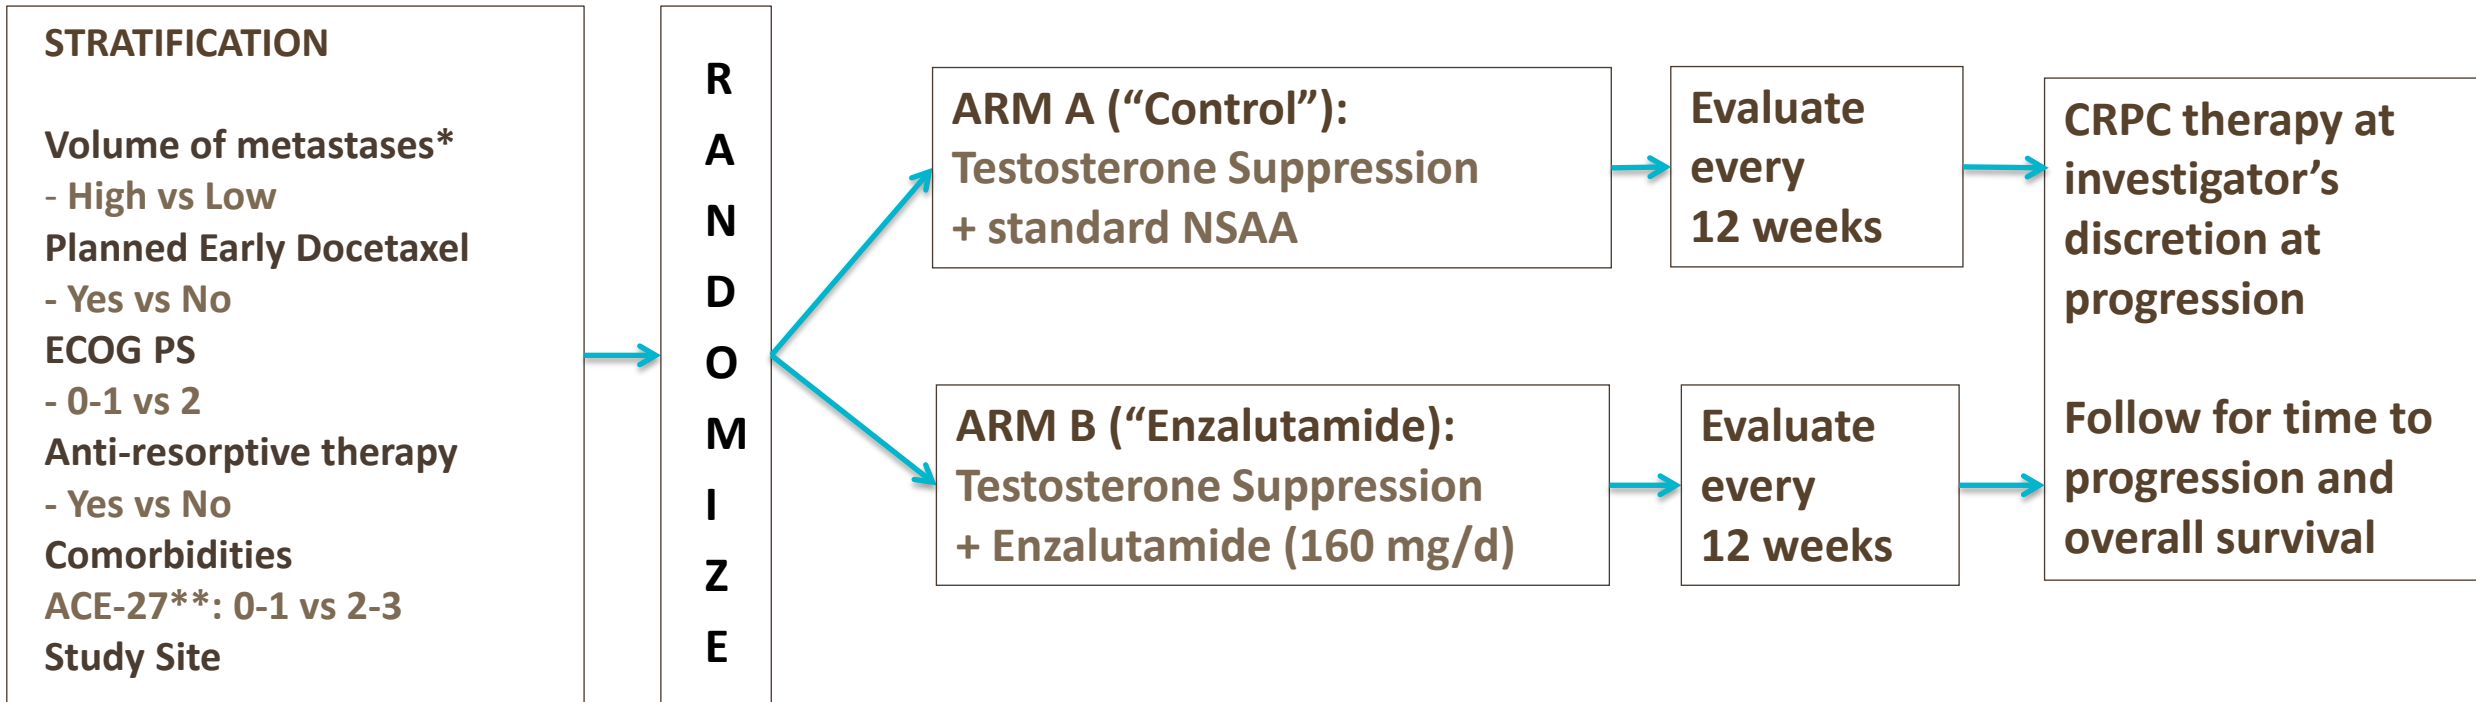 STRATIFICATION
Volume of metastases*
- High vs Low
Planned Early Docetaxel
- Yes vs No
ECOG PS
- 0-1 vs 2
Anti-resorptive therapy
- Yes vs No
Comorbidities
ACE-27**: 0-1 vs 2-3
Study Site
R
A
N
D
O
M
I
Z
E
ARM A (“Control”):
Testosterone Suppression
+ standard NSAA
Evaluate
every
12 weeks
ARM B (“Enzalutamide):
Testosterone Suppression
+ Enzalutamide (160 mg/d)
Evaluate
every
12 weeks
CRPC therapy at
investigator’s
discretion at
progression
Follow for time to
progression and
overall survival